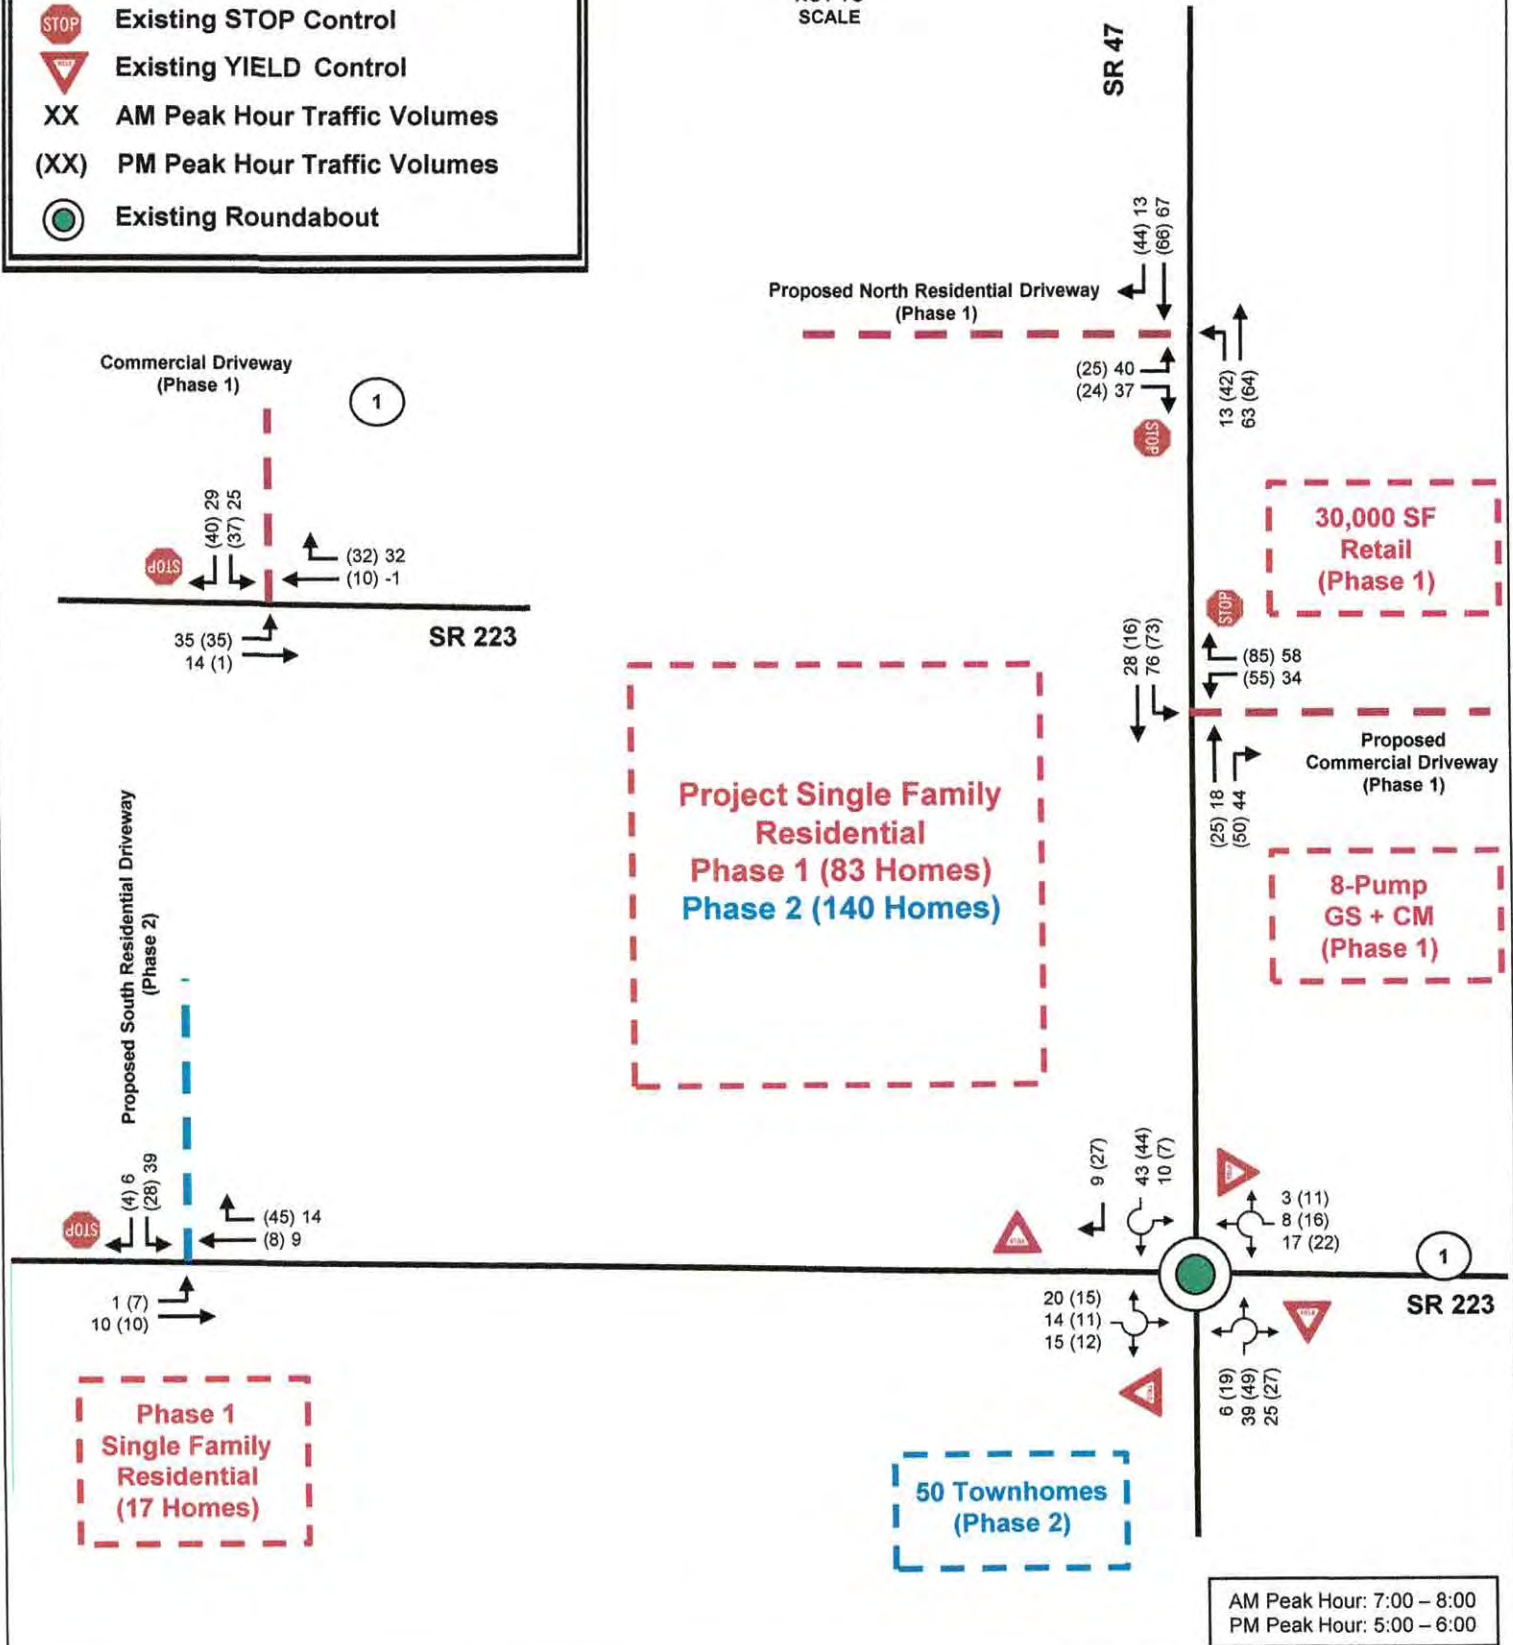 SCALE
STOP
Existing STOP Control
Existing YIELD Control
XX AM Peak Hour Traffic Volumes
(XX) PM Peak Hour Traffic Volumes
Existing Roundabout
SR 47
(44) 13
(66) 67
Proposed North Residential Driveway
(Phase 1)
(25) 40
(24) 37
STOP
13 (42)
63 (64)
Commercial Driveway
(Phase 1)
1
(40) 29
(37) 25
STOP
(32) 32
(10) -1
35 (35)
14 (1)
SR 223
30,000 SF
Retail
(Phase 1)
STOP
28 (16)
76 (73)
(85) 58
(55) 34
Proposed
Commercial Driveway
(Phase 1)
(25) 18
(50) 44
Project Single Family
Residential
Phase 1 (83 Homes)
Phase 2 (140 Homes)
8-Pump
GS + CM
(Phase 1)
Proposed South Residential Driveway
(Phase 2)
(4) 6
(28) 39
STOP
(45) 14
(8) 9
1 (7)
10 (10)
9 (27)
43 (44)
10 (7)
3 (11)
8 (16)
17 (22)
1
SR 223
20 (15)
14 (11)
15 (12)
6 (19)
39 (49)
25 (27)
Phase 1
Single Family
Residential
(17 Homes)
50 Townhomes
(Phase 2)
AM Peak Hour: 7:00 – 8:00
PM Peak Hour: 5:00 – 6:00